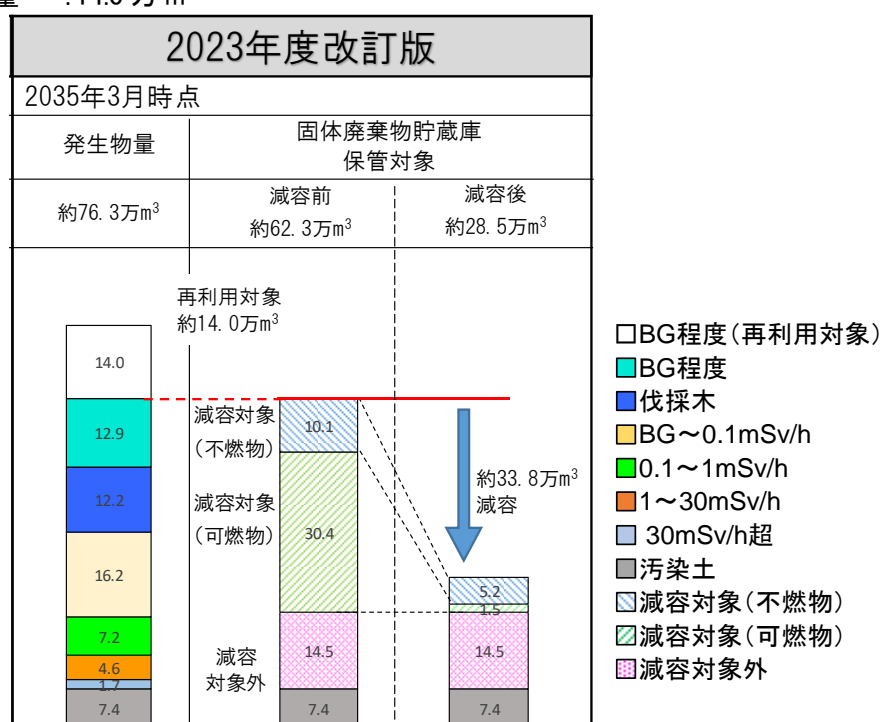 2023年度改訂版
2035年3月時点
発生物量
固体廃棄物貯蔵庫
保管対象
約76.3万m³
減容前
約62.3万m³
減容後
約28.5万m³
再利用対象
約14.0万m³
14.0
12.9
12.2
16.2
7.2
4.6
1.7
7.4
減容対象
(不燃物)
減容対象
(可燃物)
減容
対象外
10.1
30.4
14.5
7.4
約33.8万m³
減容
5.2
1.5
14.5
7.4
BG程度(再利用対象)
BG程度
伐採木
BG～0.1mSv/h
0.1～1mSv/h
1～30mSv/h
30mSv/h超
汚染土
減容対象(不燃物)
減容対象(可燃物)
減容対象外